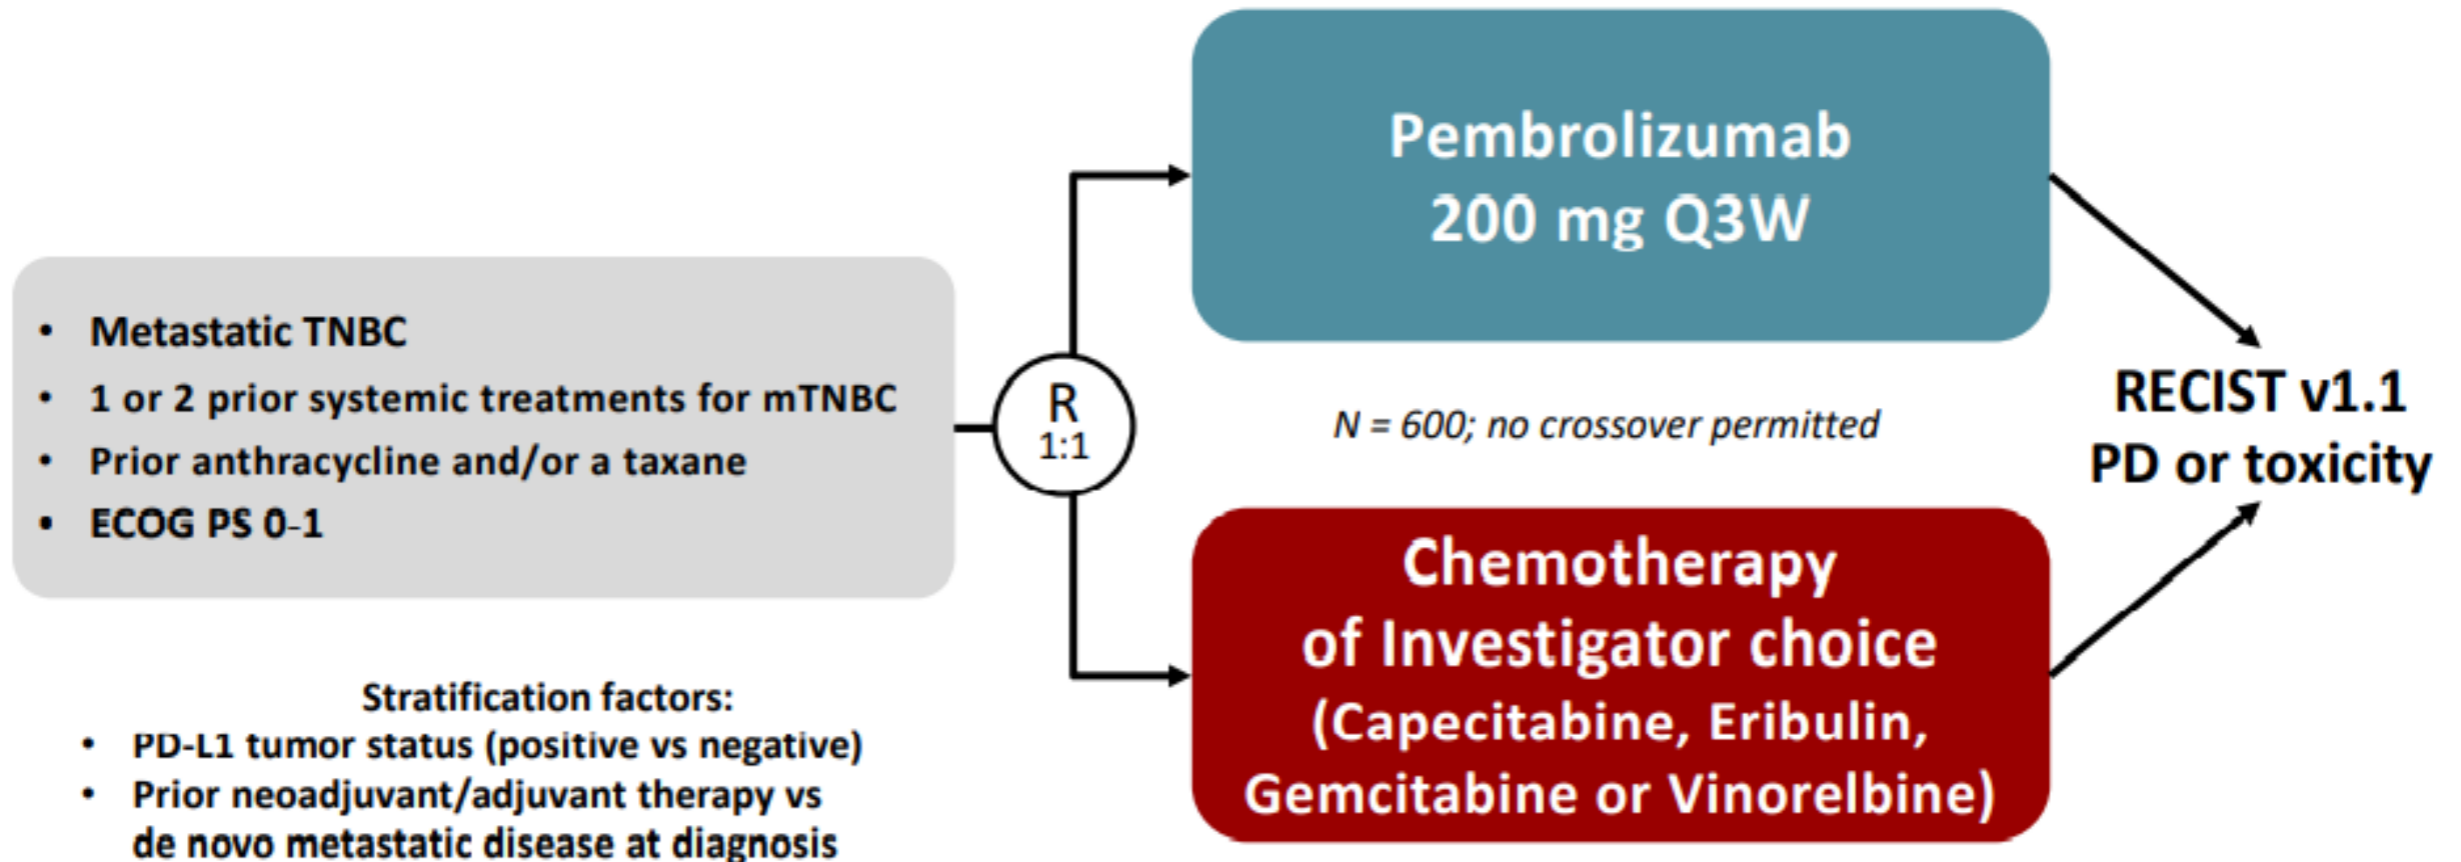 • Metastatic TNBC
• 1 or 2 prior systemic treatments for mTNBC
• Prior anthracycline and/or a taxane
• ECOG PS 0-1
Stratification factors:
• PD-L1 tumor status (positive vs negative)
• Prior neoadjuvant/adjuvant therapy vs
de novo metastatic disease at diagnosis
R
1:1
Pembrolizumab
200 mg Q3W
N = 600; no crossover permitted
Chemotherapy
of Investigator choice
(Capecitabine, Eribulin,
Gemcitabine or Vinorelbine)
RECIST v1.1
PD or toxicity